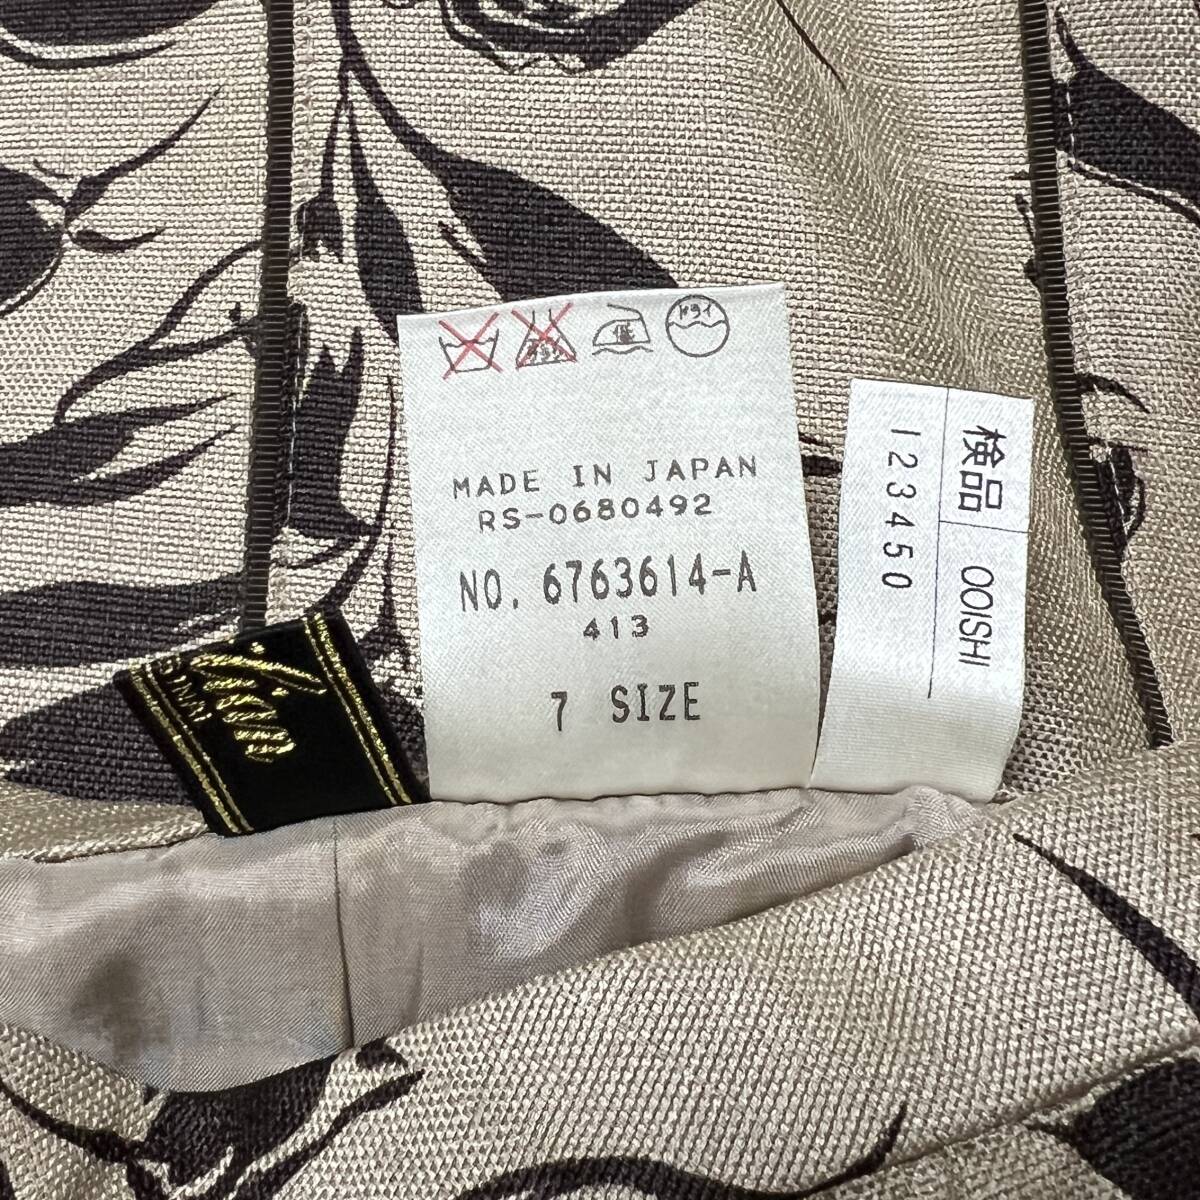 ドライ
MADE IN JAPAN
RS-0680492
NO. 6763614-A
413
7 SIZE
検品 OOISHI
123450